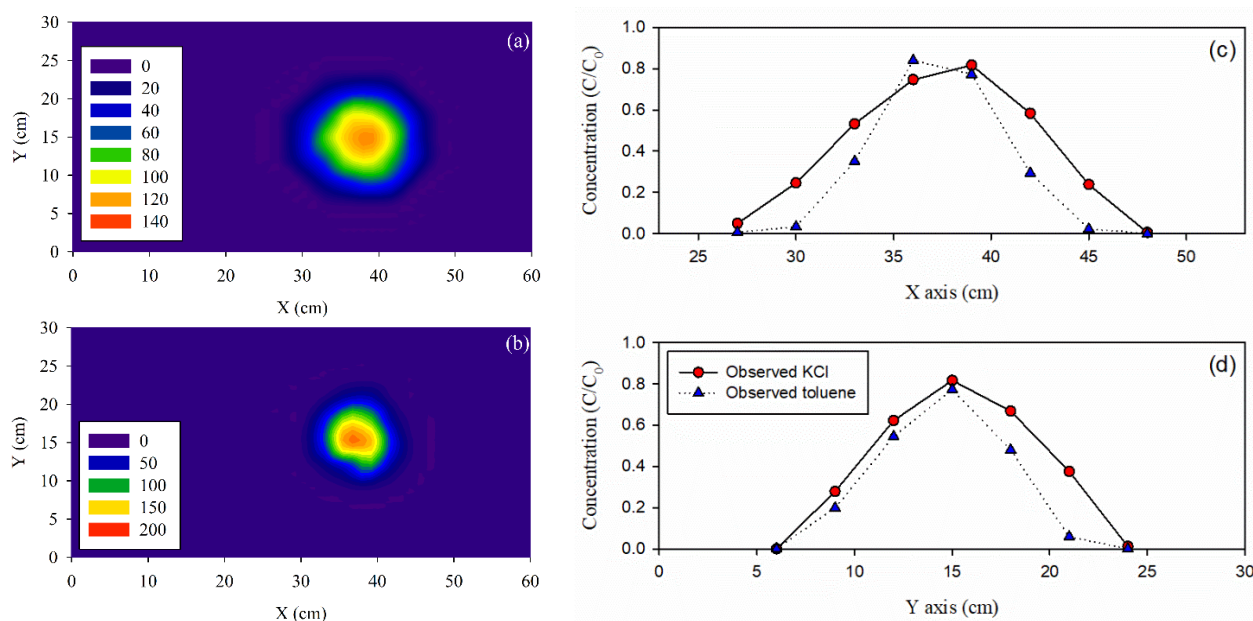 (a)
30
25
20
15
10
5
0
Y (cm)
0
20
40
60
80
100
120
140
0 10 20 30 40 50 60
X (cm)
(b)
30
25
20
15
10
5
0
Y (cm)
0
50
100
150
200
0 10 20 30 40 50 60
X (cm)
(c)
1.0
0.8
0.6
0.4
0.2
0.0
Concentration (C/C0)
25 30 35 40 45 50
X axis (cm)
(d)
1.0
0.8
0.6
0.4
0.2
0.0
Concentration (C/C0)
Observed KCl
Observed toluene
0 5 10 15 20 25 30
Y axis (cm)